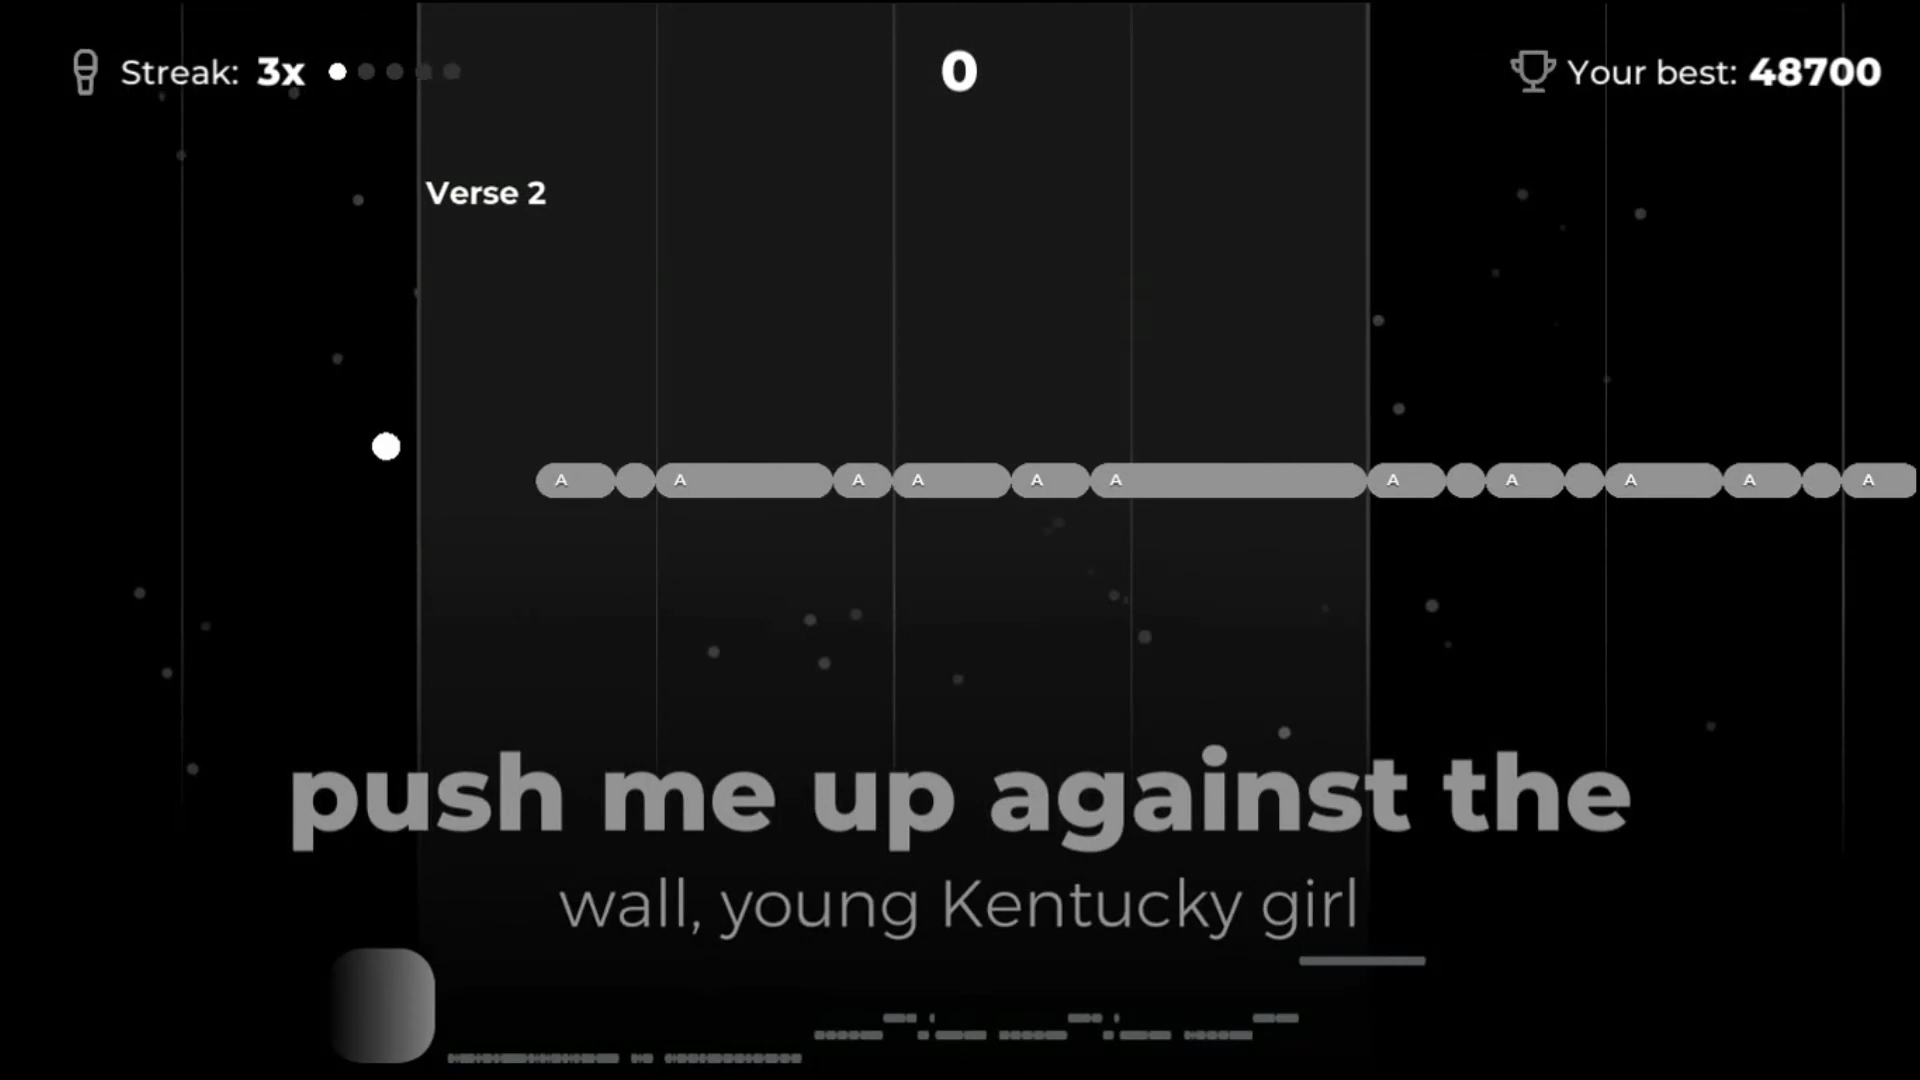 Streak: 3x
0
Your best: 48700
Verse 2
A A A A A A A A A A A
push me up against the
wall, young Kentucky girl